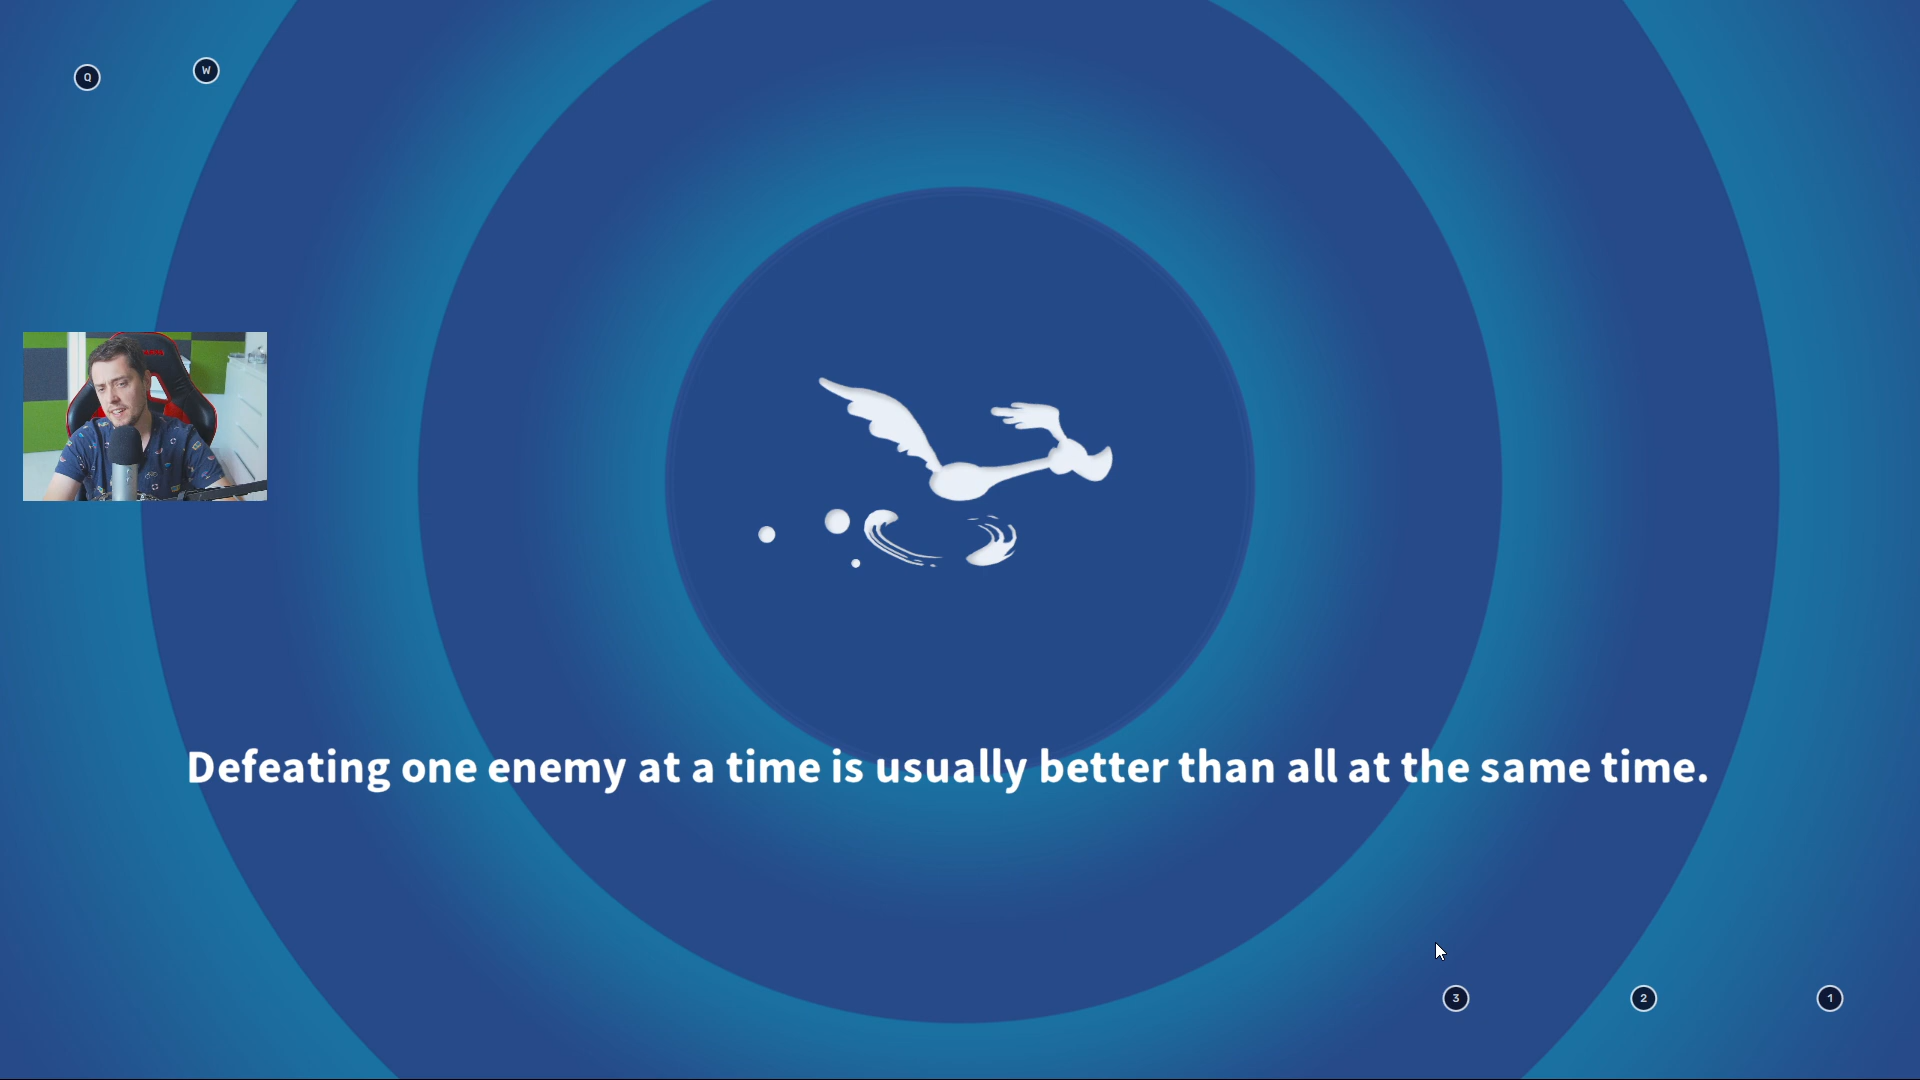 Q
W
Defeating one enemy at a time is usually better than all at the same time.
3
2
1